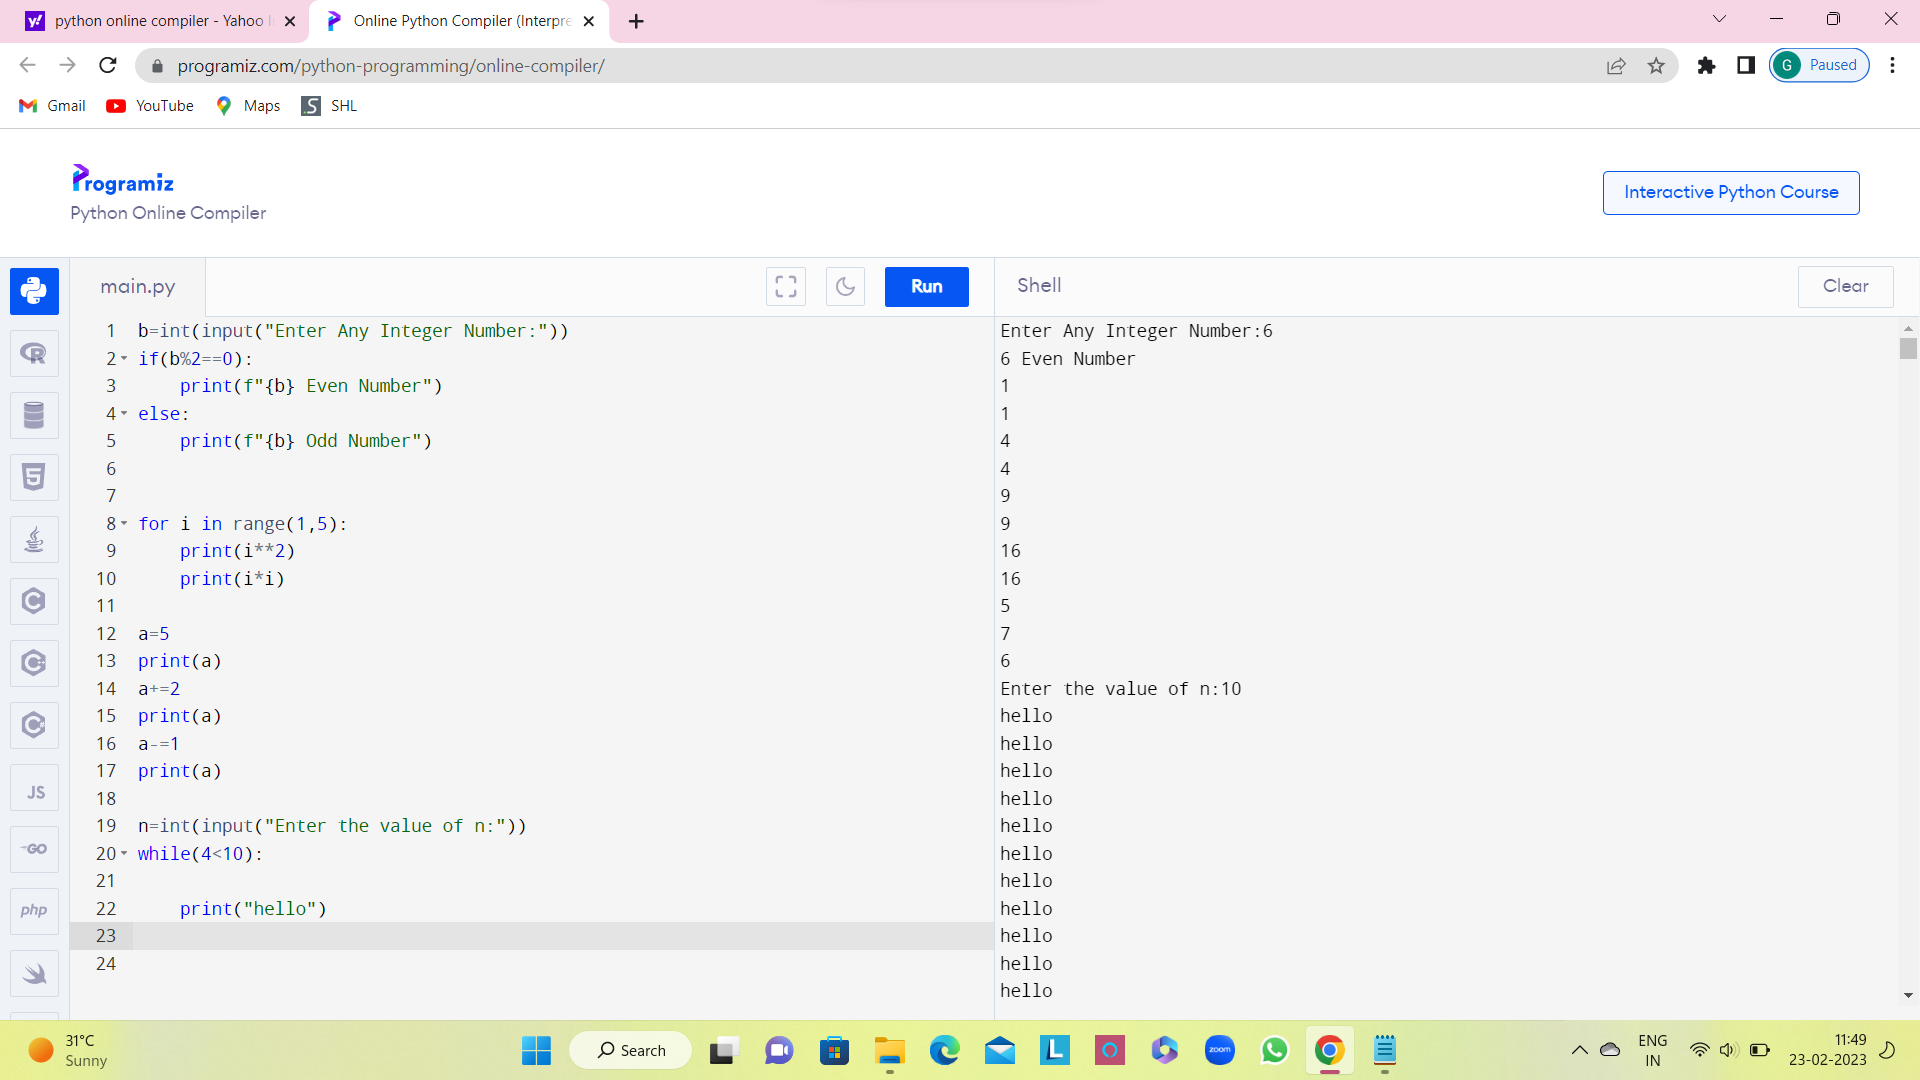 python online compiler - Yahoo
Online Python Compiler (Interpre
programiz.com/python-programming/online-compiler/
G Paused
Gmail YouTube Maps SHL
Programiz
Python Online Compiler
Interactive Python Course
main.py
Run
Shell
Clear
1 b=int(input("Enter Any Integer Number:"))
2 if(b%2==0):
3     print(f"{b} Even Number")
4 else:
5     print(f"{b} Odd Number")
6
7
8 for i in range(1,5):
9     print(i**2)
10     print(i*i)
11
12 a=5
13 print(a)
14 a+=2
15 print(a)
16 a-=1
17 print(a)
18
19 n=int(input("Enter the value of n:"))
20 while(4<10):
21
22     print("hello")
23
24
Enter Any Integer Number:6
6 Even Number
1
1
4
4
9
9
16
16
5
7
6
Enter the value of n:10
hello
hello
hello
hello
hello
hello
hello
hello
hello
hello
hello
JS
GO
php
31°C
Sunny
Search
zoom
ENG
IN
11:49
23-02-2023